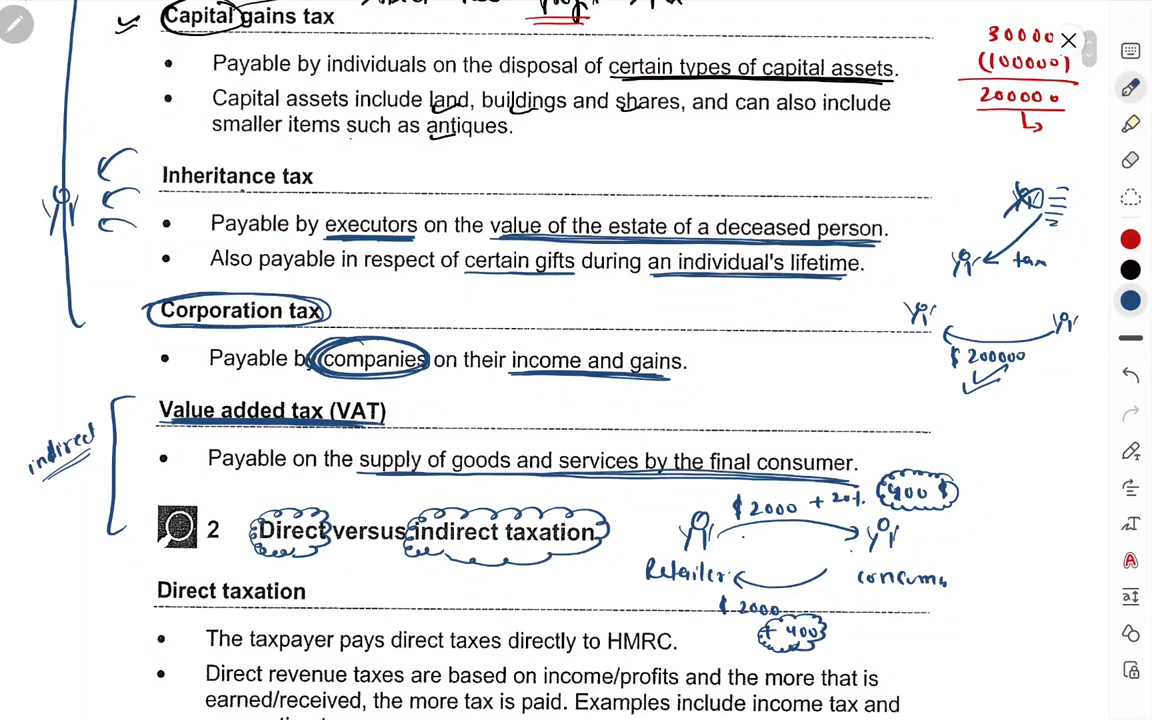 Capital gains tax
30000
(100000)
200000
• Payable by individuals on the disposal of certain types of capital assets.
• Capital assets include land, buildings and shares, and can also include
smaller items such as antiques.
Inheritance tax
• Payable by executors on the value of the estate of a deceased person.
• Also payable in respect of certain gifts during an individual's lifetime.
tax
Corporation tax
• Payable by companies on their income and gains.
$ 200000
Value added tax (VAT)
indirect
• Payable on the supply of goods and services by the final consumer.
$ 2000 + 20% 400 $
2 Direct versus indirect taxation
Retailer consume
$ 2000
+ 400
Direct taxation
• The taxpayer pays direct taxes directly to HMRC.
• Direct revenue taxes are based on income/profits and the more that is
earned/received, the more tax is paid. Examples include income tax and